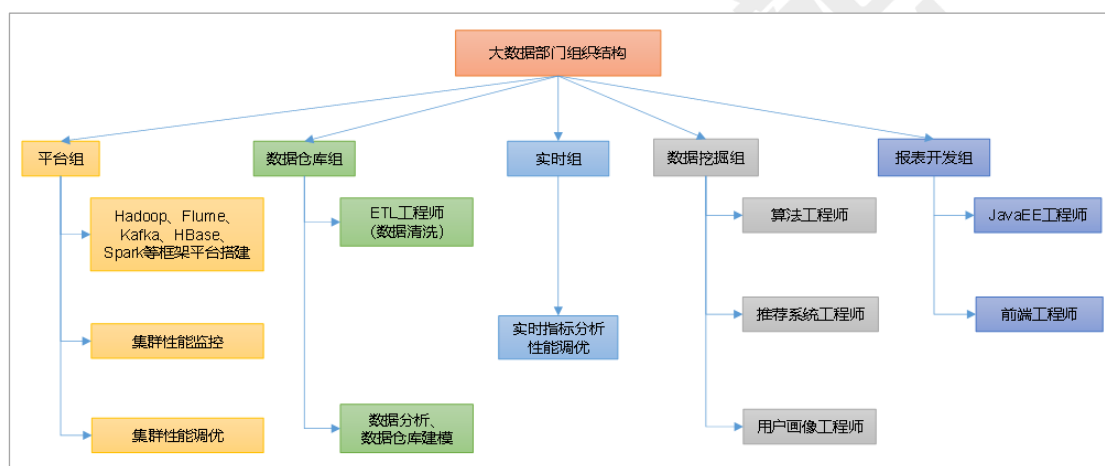 大数据部门组织结构
平台组
数据仓库组
实时组
数据挖掘组
报表开发组
Hadoop、Flume、
Kafka、HBase、
Spark等框架平台搭建
ETL工程师
（数据清洗）
算法工程师
JavaEE工程师
集群性能监控
实时指标分析
性能调优
推荐系统工程师
前端工程师
集群性能调优
数据分析、
数据仓库建模
用户画像工程师